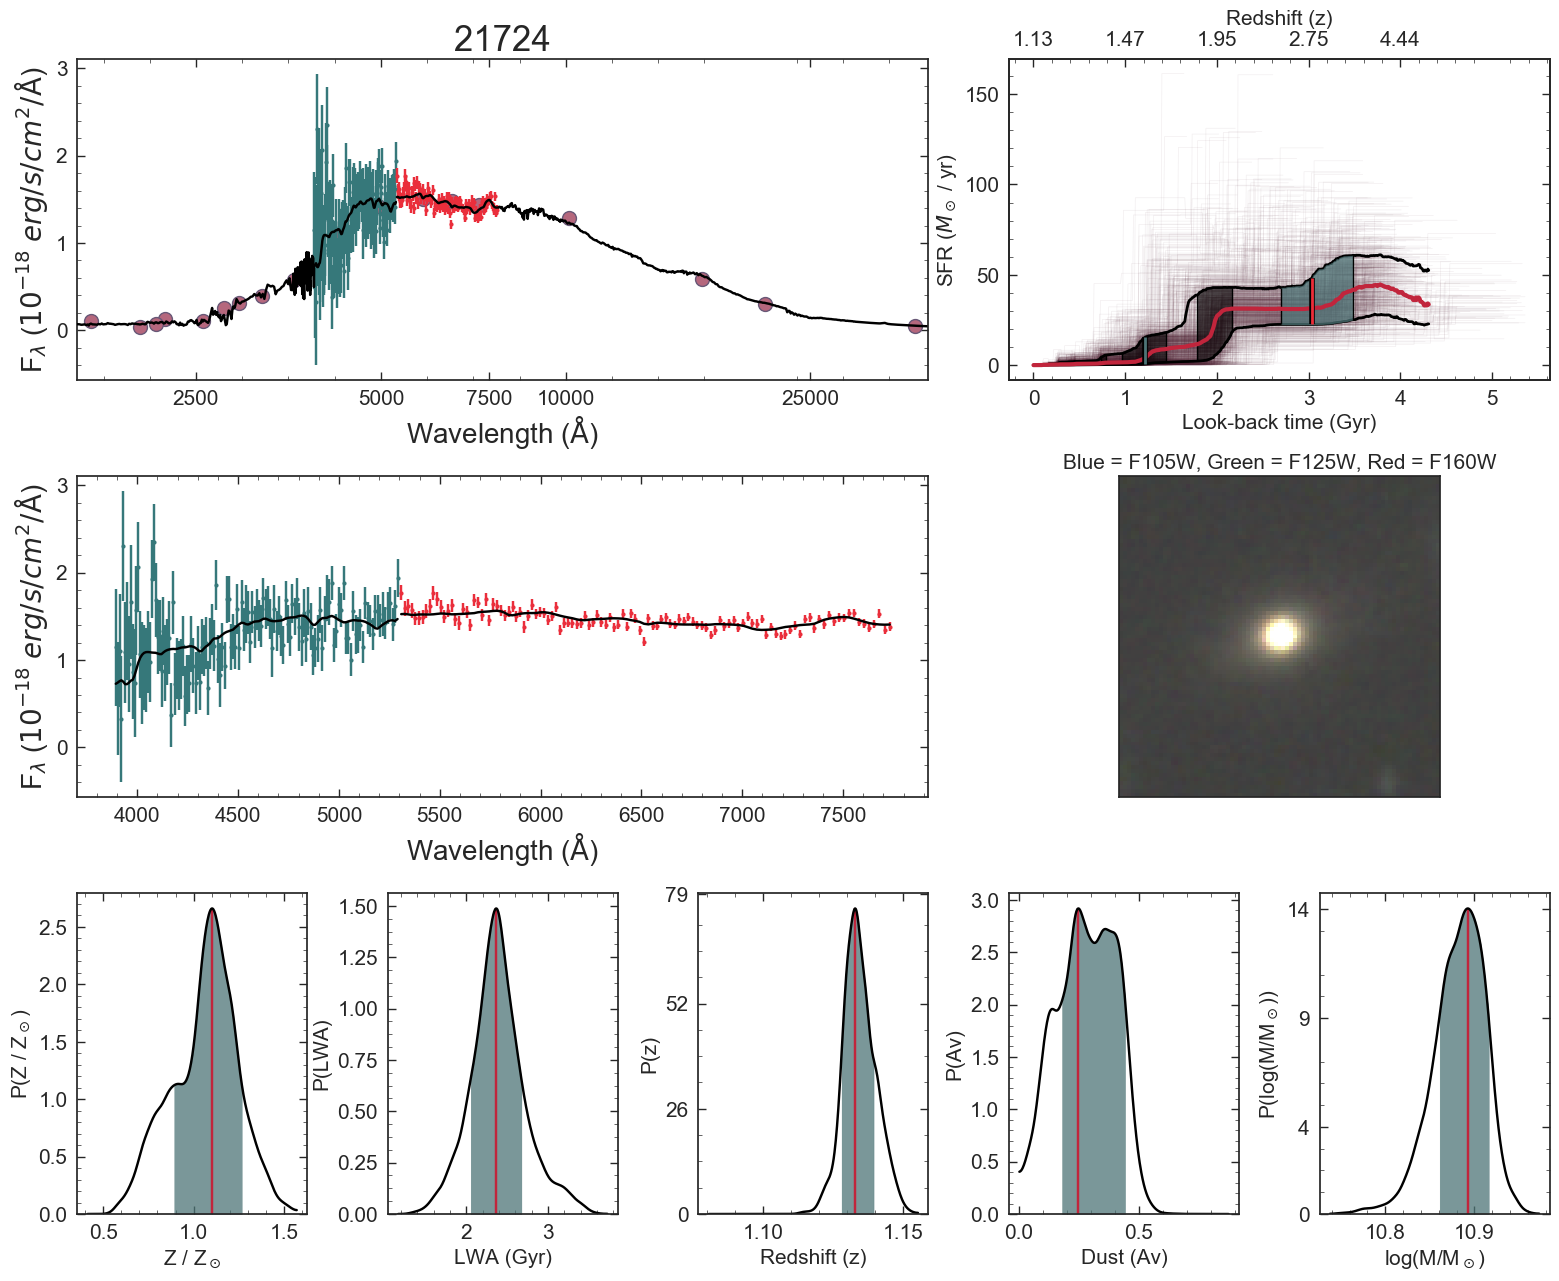 21724
3
2
1
0
2500 5000 7500 10000 25000
Wavelength (Å)
F_λ (10^{-18} erg/s/cm^2/Å)
Redshift (z)
1.13 1.47 1.95 2.75 4.44
150
100
50
0
SFR (M_⊙ / yr)
0 1 2 3 4 5
Look-back time (Gyr)
3
2
1
0
4000 4500 5000 5500 6000 6500 7000 7500
Wavelength (Å)
F_λ (10^{-18} erg/s/cm^2/Å)
Blue = F105W, Green = F125W, Red = F160W
2.5
2.0
1.5
1.0
0.5
0.0
P(Z / Z_⊙)
0.5 1.0 1.5
Z / Z_⊙
1.50
1.25
1.00
0.75
0.50
0.25
0.00
P(LWA)
2 3
LWA (Gyr)
79
52
26
0
P(z)
1.10 1.15
Redshift (z)
3.0
2.5
2.0
1.5
1.0
0.5
0.0
P(Av)
0.0 0.5
Dust (Av)
14
9
4
0
P(log(M/M_⊙))
10.8 10.9
log(M/M_⊙)